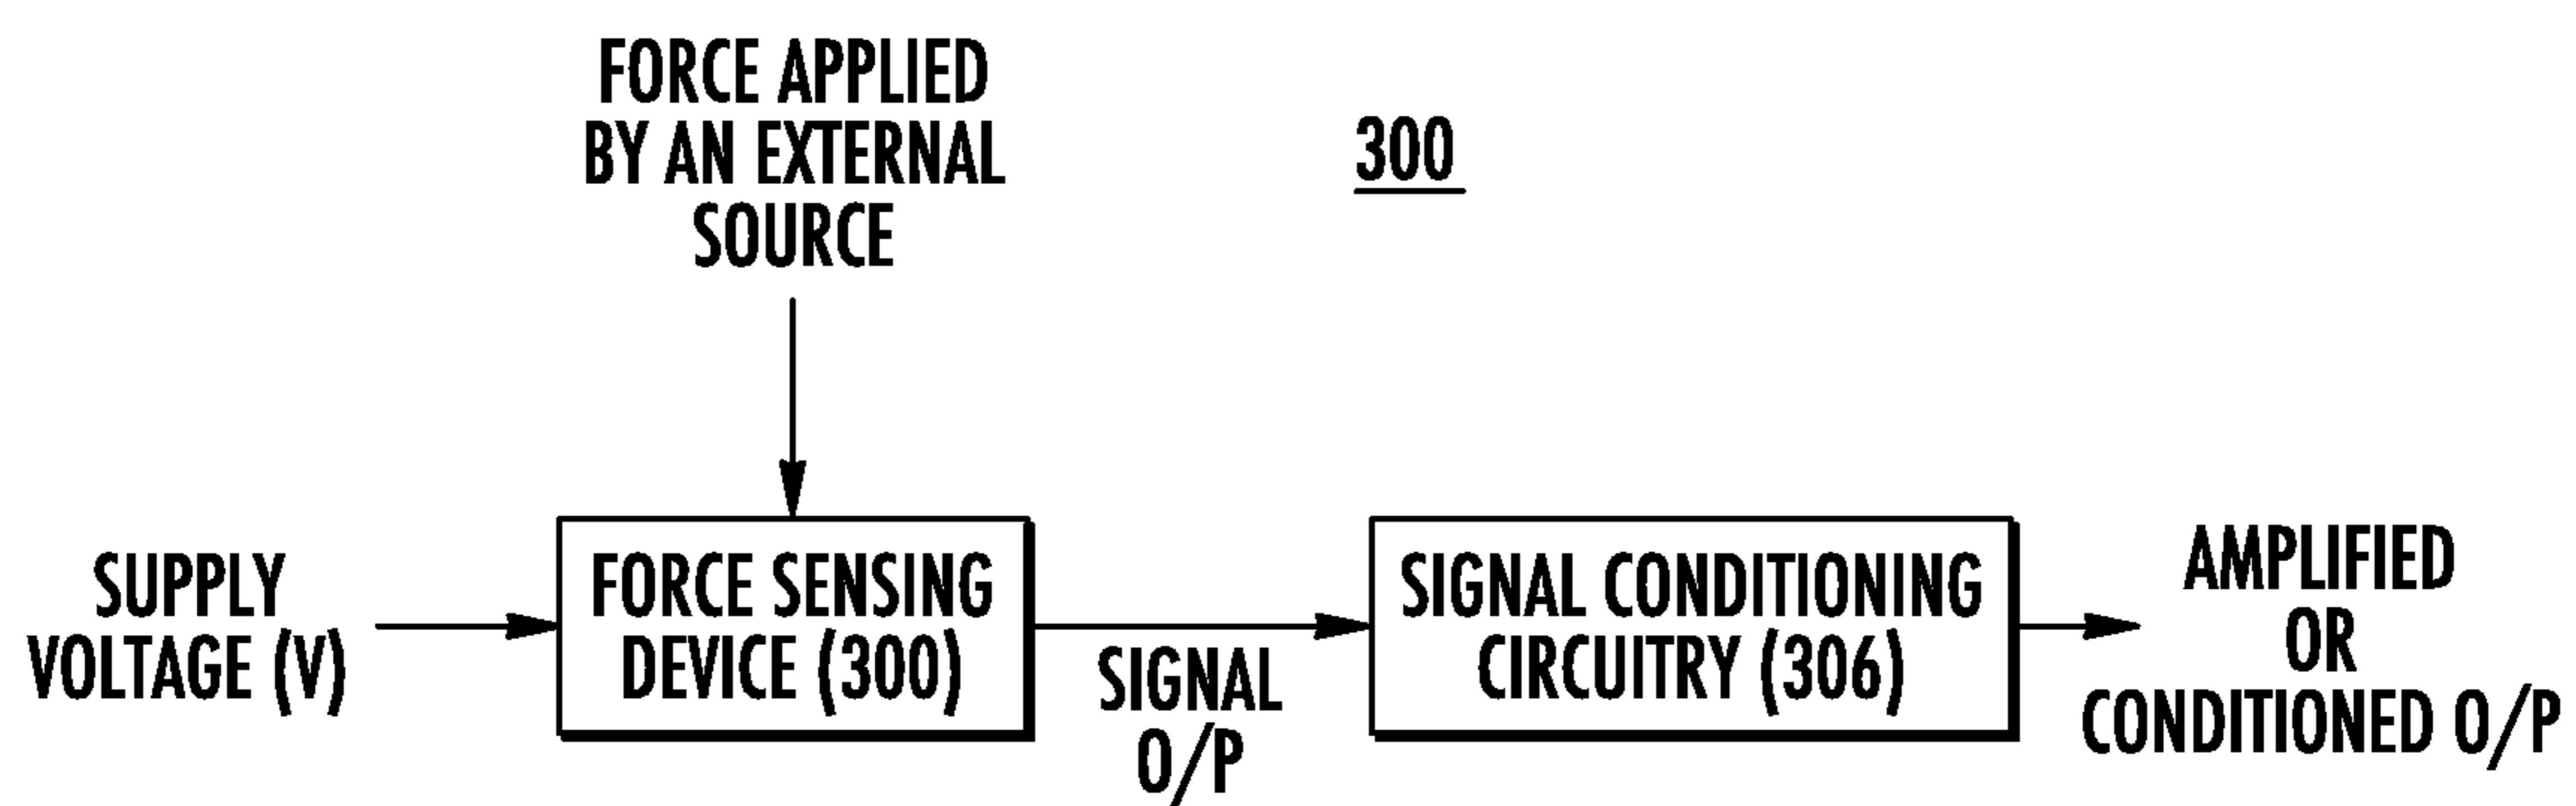 FORCE APPLIED
BY AN EXTERNAL
SOURCE
300
SUPPLY
VOLTAGE (V)
FORCE SENSING
DEVICE (300)
SIGNAL
O/P
SIGNAL CONDITIONING
CIRCUITRY (306)
AMPLIFIED
OR
CONDITIONED O/P